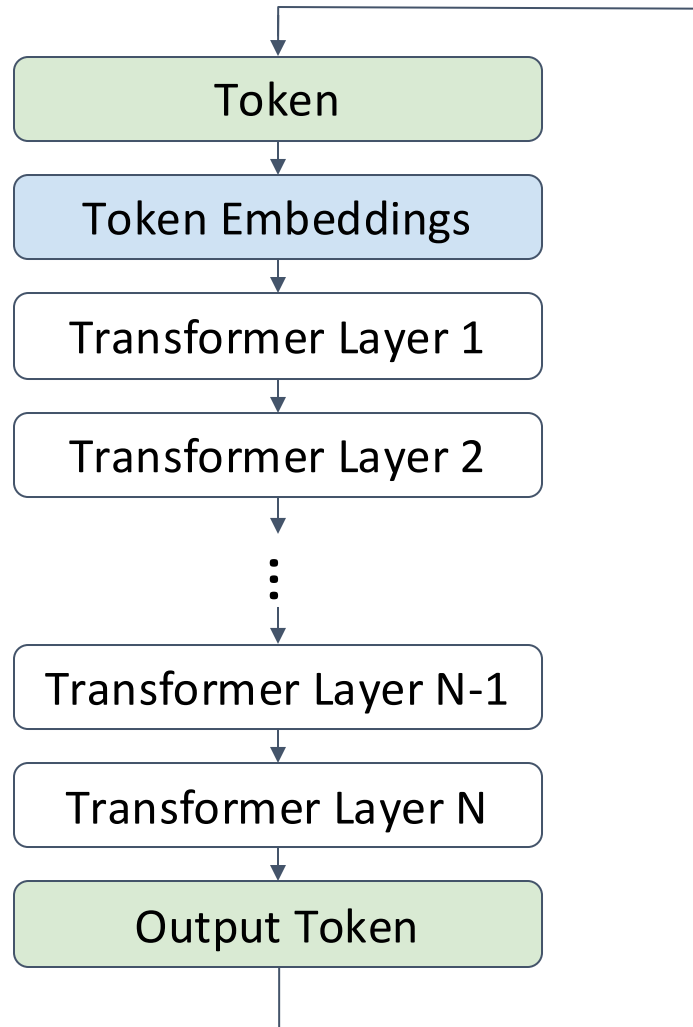 Token
Token Embeddings
Transformer Layer 1
Transformer Layer 2
⋮
Transformer Layer N-1
Transformer Layer N
Output Token